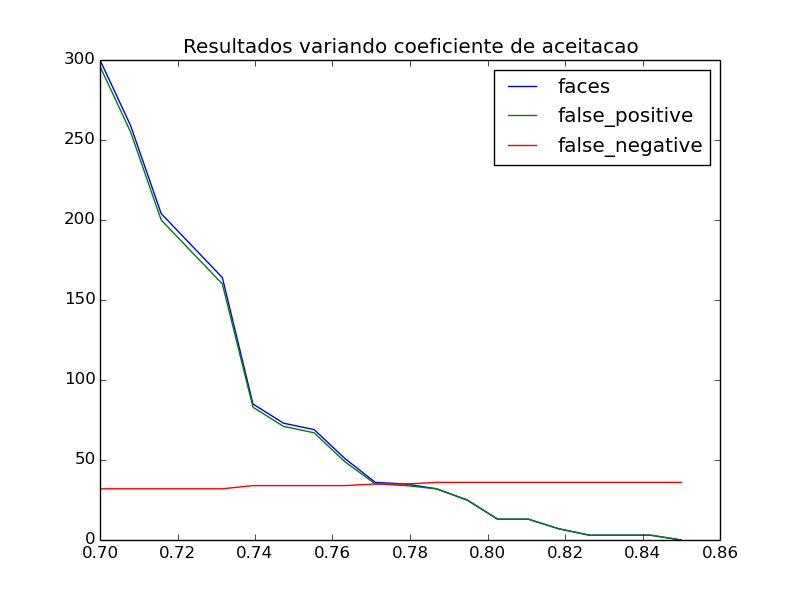 Resultados variando coeficiente de aceitacao
faces
false_positive
false_negative
300
250
200
150
100
50
0
0.70 0.72 0.74 0.76 0.78 0.80 0.82 0.84 0.86